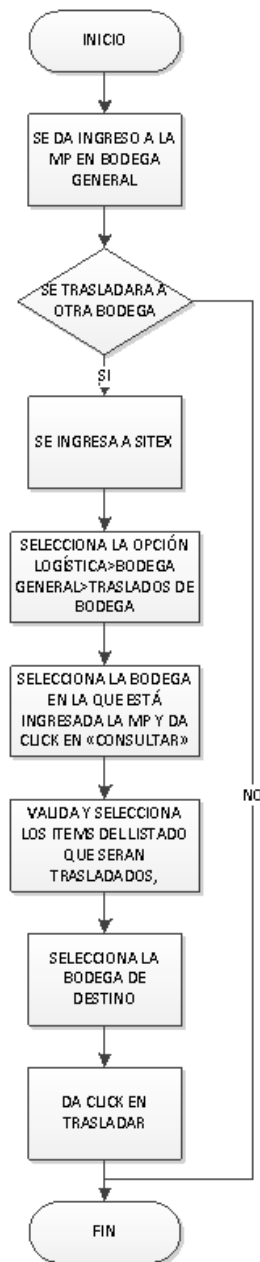 INICIO
SE DA INGRESO A LA
MP EN BODEGA
GENERAL
SE TRASLADARA A
OTRA BODEGA
SI
SE INGRESA A SITEX
SELECCIONA LA OPCIÓN
LOGÍSTICA>BODEGA
GENERAL>TRASLADOS DE
BODEGA
SELECCIONA LA BODEGA
EN LA QUE ESTÁ
INGRESADA LA MP Y DA
CLICK EN «CONSULTAR»
NO
VALIDA Y SELECCIONA
LOS ITEMS DEL LISTADO
QUE SERAN
TRASLADADOS,
SELECCIONA LA
BODEGA DE
DESTINO
DA CLICK EN
TRASLADAR
FIN